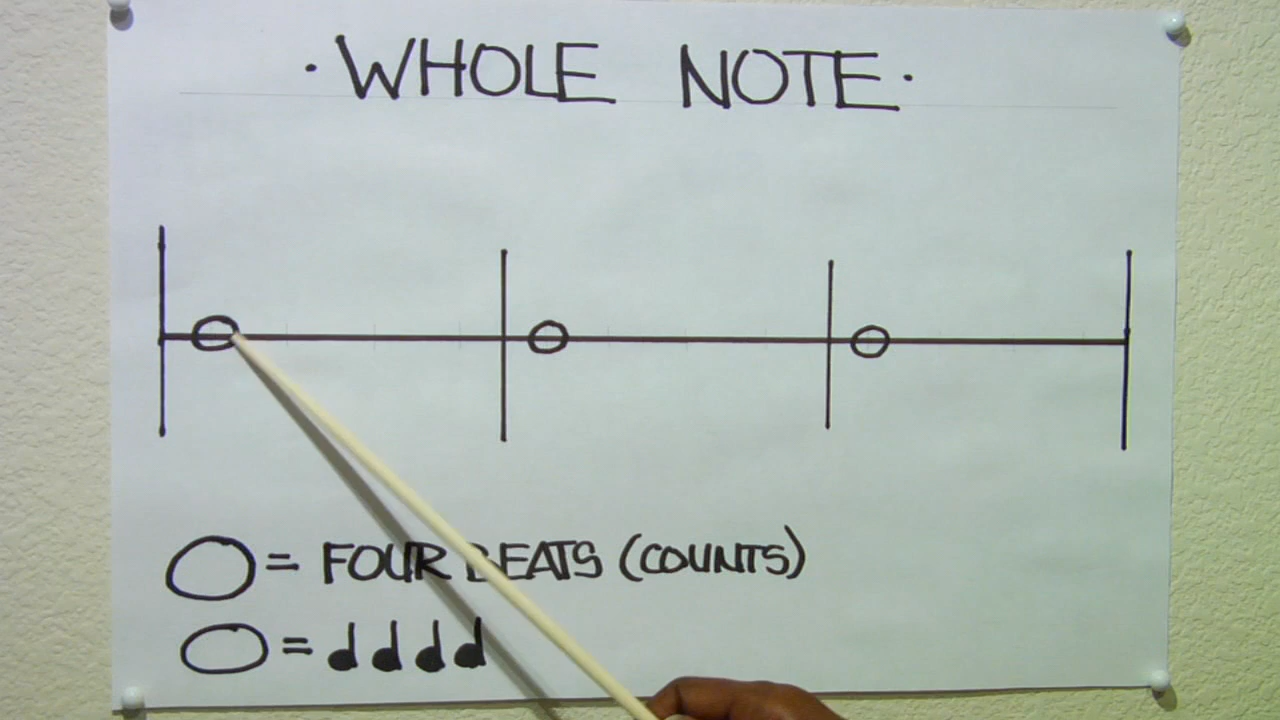 · WHOLE NOTE ·
= FOUR BEATS (COUNTS)
=